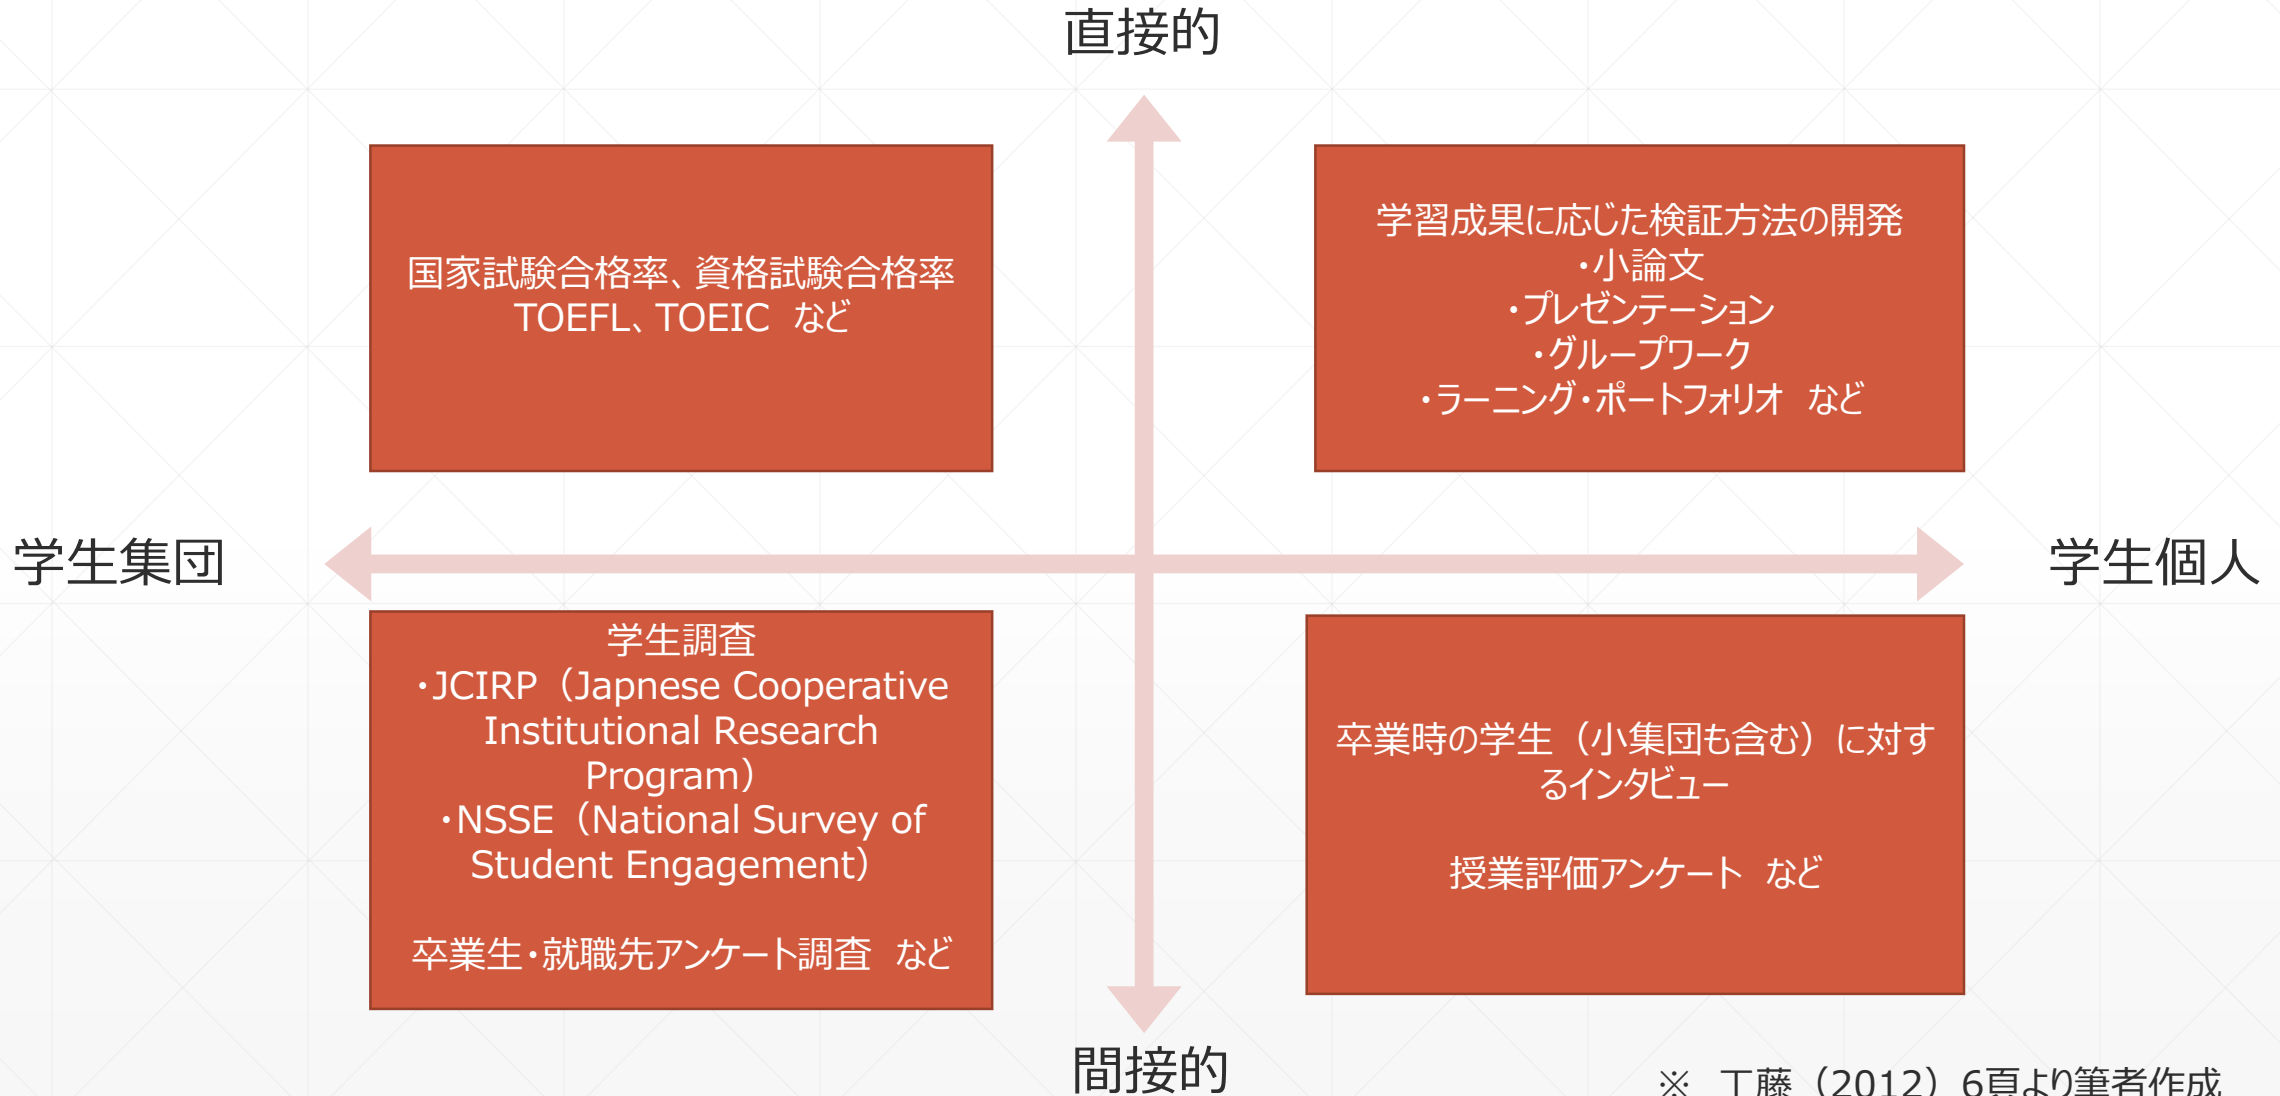 直接的
国家試験合格率、資格試験合格率
TOEFL、TOEIC　など
学習成果に応じた検証方法の開発
・小論文
・プレゼンテーション
・グループワーク
・ラーニング・ポートフォリオ　など
学生集団
学生個人
学生調査
・JCIRP（Japnese Cooperative
Institutional Research
Program）
・NSSE（National Survey of
Student Engagement）
卒業生・就職先アンケート調査　など
卒業時の学生（小集団も含む）に対す
るインタビュー
授業評価アンケート　など
間接的
※　工藤（2012）6頁より筆者作成